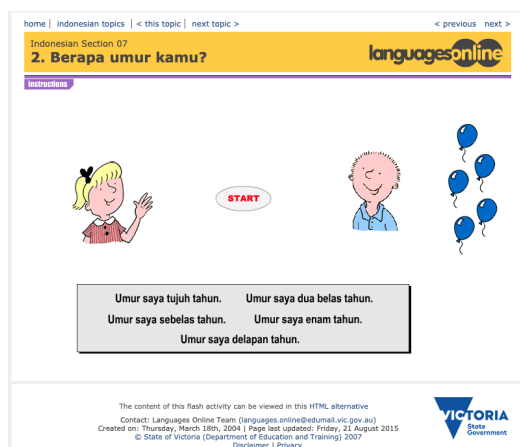 home | indonesian topics | < this topic | next topic >
< previous next >
Indonesian Section 07
2. Berapa umur kamu?
languagesonline
instructions
START
Umur saya tujuh tahun. Umur saya dua belas tahun.
Umur saya sebelas tahun. Umur saya enam tahun.
Umur saya delapan tahun.
The content of this flash activity can be viewed in this HTML alternative
Contact: Languages Online Team (languages.online@edumail.vic.gov.au)
Created on: Thursday, March 18th, 2004 | Page last updated: Friday, 21 August 2015
© State of Victoria (Department of Education and Training) 2007
Disclaimer | Privacy
VICTORIA
State
Government